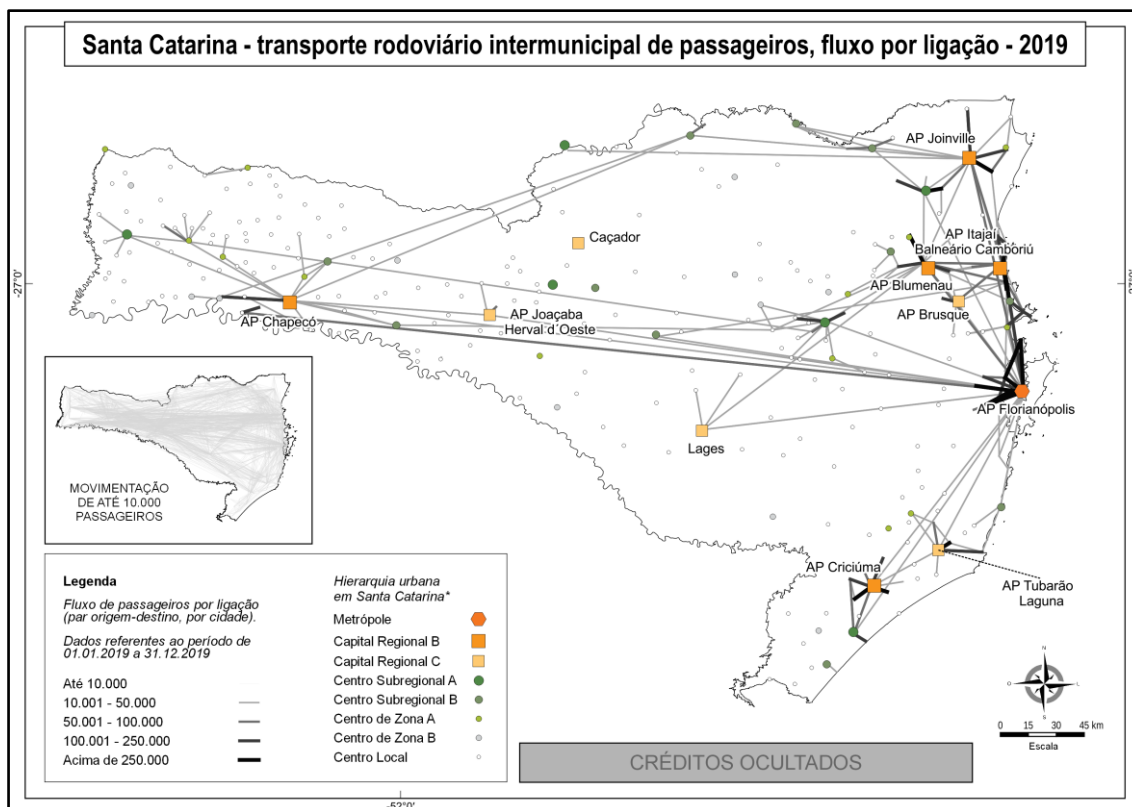 Santa Catarina - transporte rodoviário intermunicipal de passageiros, fluxo por ligação - 2019
AP Joinville
AP Itajaí
Balneário Camboriú
Caçador
-27°0'
-27°0'
AP Blumenau
AP Brusque
AP Chapecó
AP Joaçaba
Herval d´Oeste
AP Florianópolis
Lages
MOVIMENTAÇÃO
DE ATÉ 10.000
PASSAGEIROS
AP Criciúma
AP Tubarão
Laguna
Legenda
Fluxo de passageiros por ligação
(par origem-destino, por cidade).
Dados referentes ao período de
01.01.2019 a 31.12.2019
Até 10.000
10.001 - 50.000
50.001 - 100.000
100.001 - 250.000
Acima de 250.000
Hierarquia urbana
em Santa Catarina*
Metrópole
Capital Regional B
Capital Regional C
Centro Subregional A
Centro Subregional B
Centro de Zona A
Centro de Zona B
Centro Local
N
O
L
S
0 15 30 45 km
Escala
CRÉDITOS OCULTADOS
-52°0'